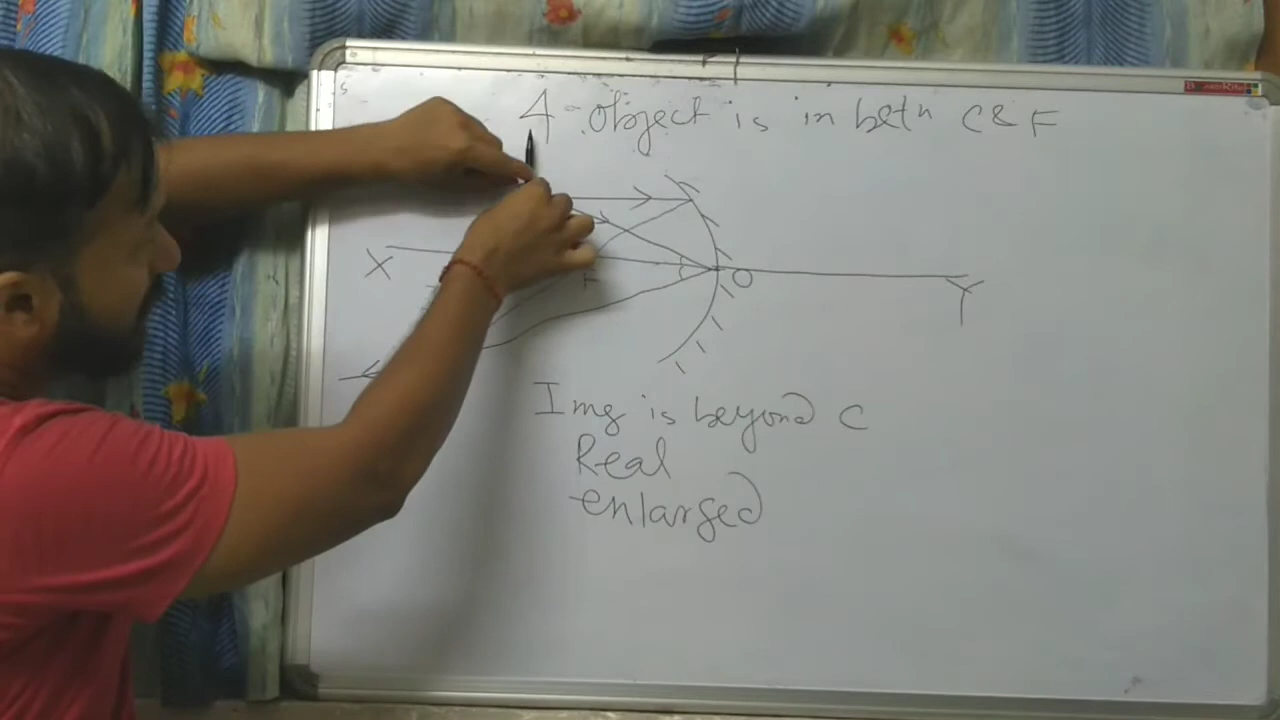 4 - Object is in betn C & F
X
F
O
Y
Img is beyond C
Real
enlarged